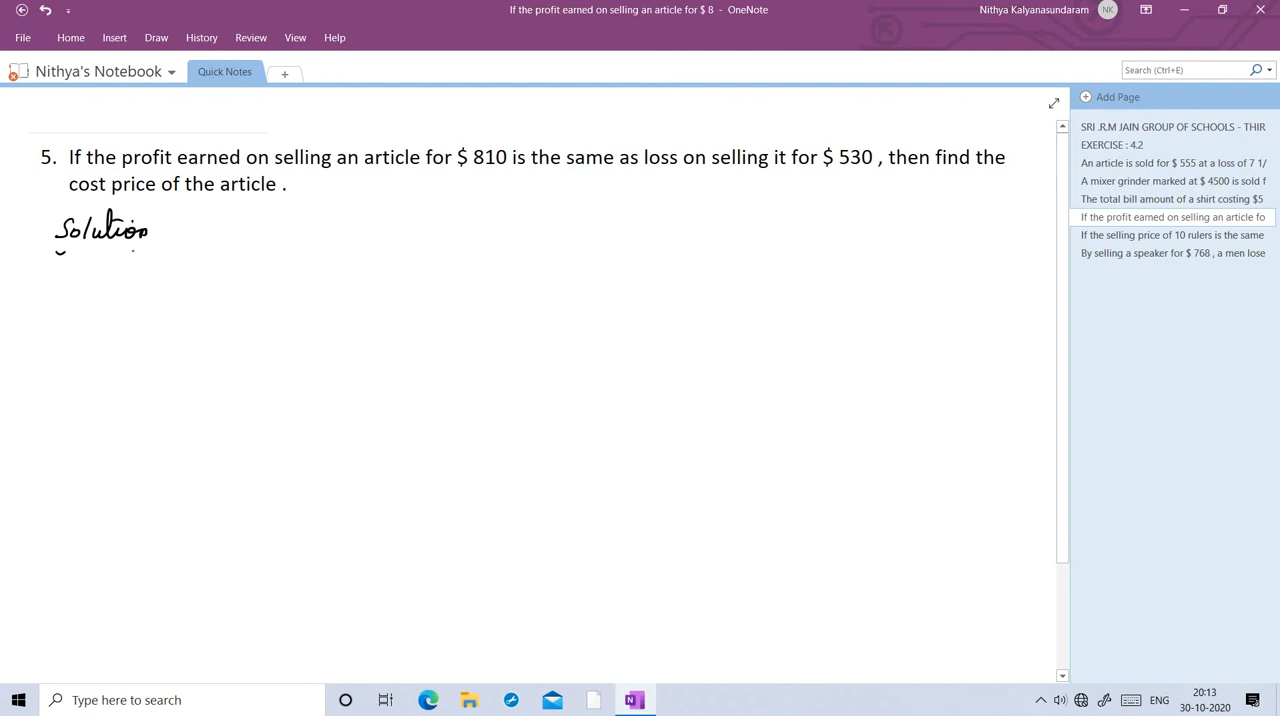 If the profit earned on selling an article for $ 8 - OneNote
Nithya Kalyanasundaram NK
File Home Insert Draw History Review View Help
Nithya's Notebook Quick Notes +
Search (Ctrl+E)
Add Page
5. If the profit earned on selling an article for $ 810 is the same as loss on selling it for $ 530 , then find the
cost price of the article .
Solution
SRI .R.M JAIN GROUP OF SCHOOLS - THIR
EXERCISE : 4.2
An article is sold for $ 555 at a loss of 7 1/
A mixer grinder marked at $ 4500 is sold f
The total bill amount of a shirt costing $5
If the profit earned on selling an article fo
If the selling price of 10 rulers is the same
By selling a speaker for $ 768 , a men lose
Type here to search
ENG
20:13
30-10-2020